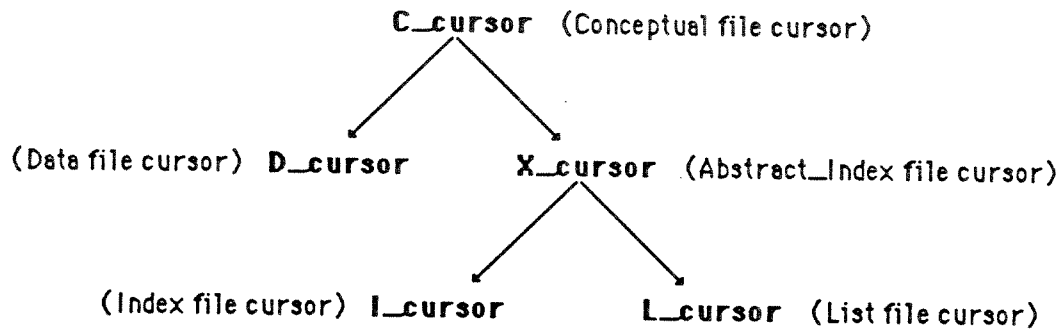 C_cursor (Conceptual file cursor)
(Data file cursor) D_cursor X_cursor (Abstract_Index file cursor)
(Index file cursor) I_cursor L_cursor (List file cursor)